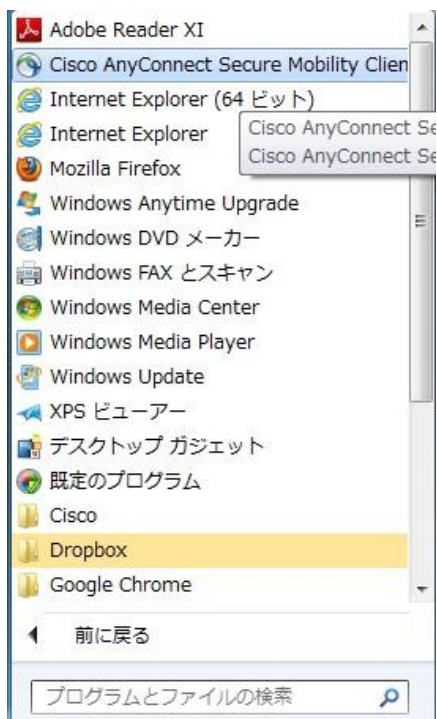 Adobe Reader XI
Cisco AnyConnect Secure Mobility Clien
Internet Explorer (64 ビット)
Cisco AnyConnect Se
Internet Explorer
Cisco AnyConnect Se
Mozilla Firefox
Windows Anytime Upgrade
Windows DVD メーカー
Windows FAX とスキャン
Windows Media Center
Windows Media Player
Windows Update
XPS ビューアー
デスクトップ ガジェット
既定のプログラム
Cisco
Dropbox
Google Chrome
前に戻る
プログラムとファイルの検索